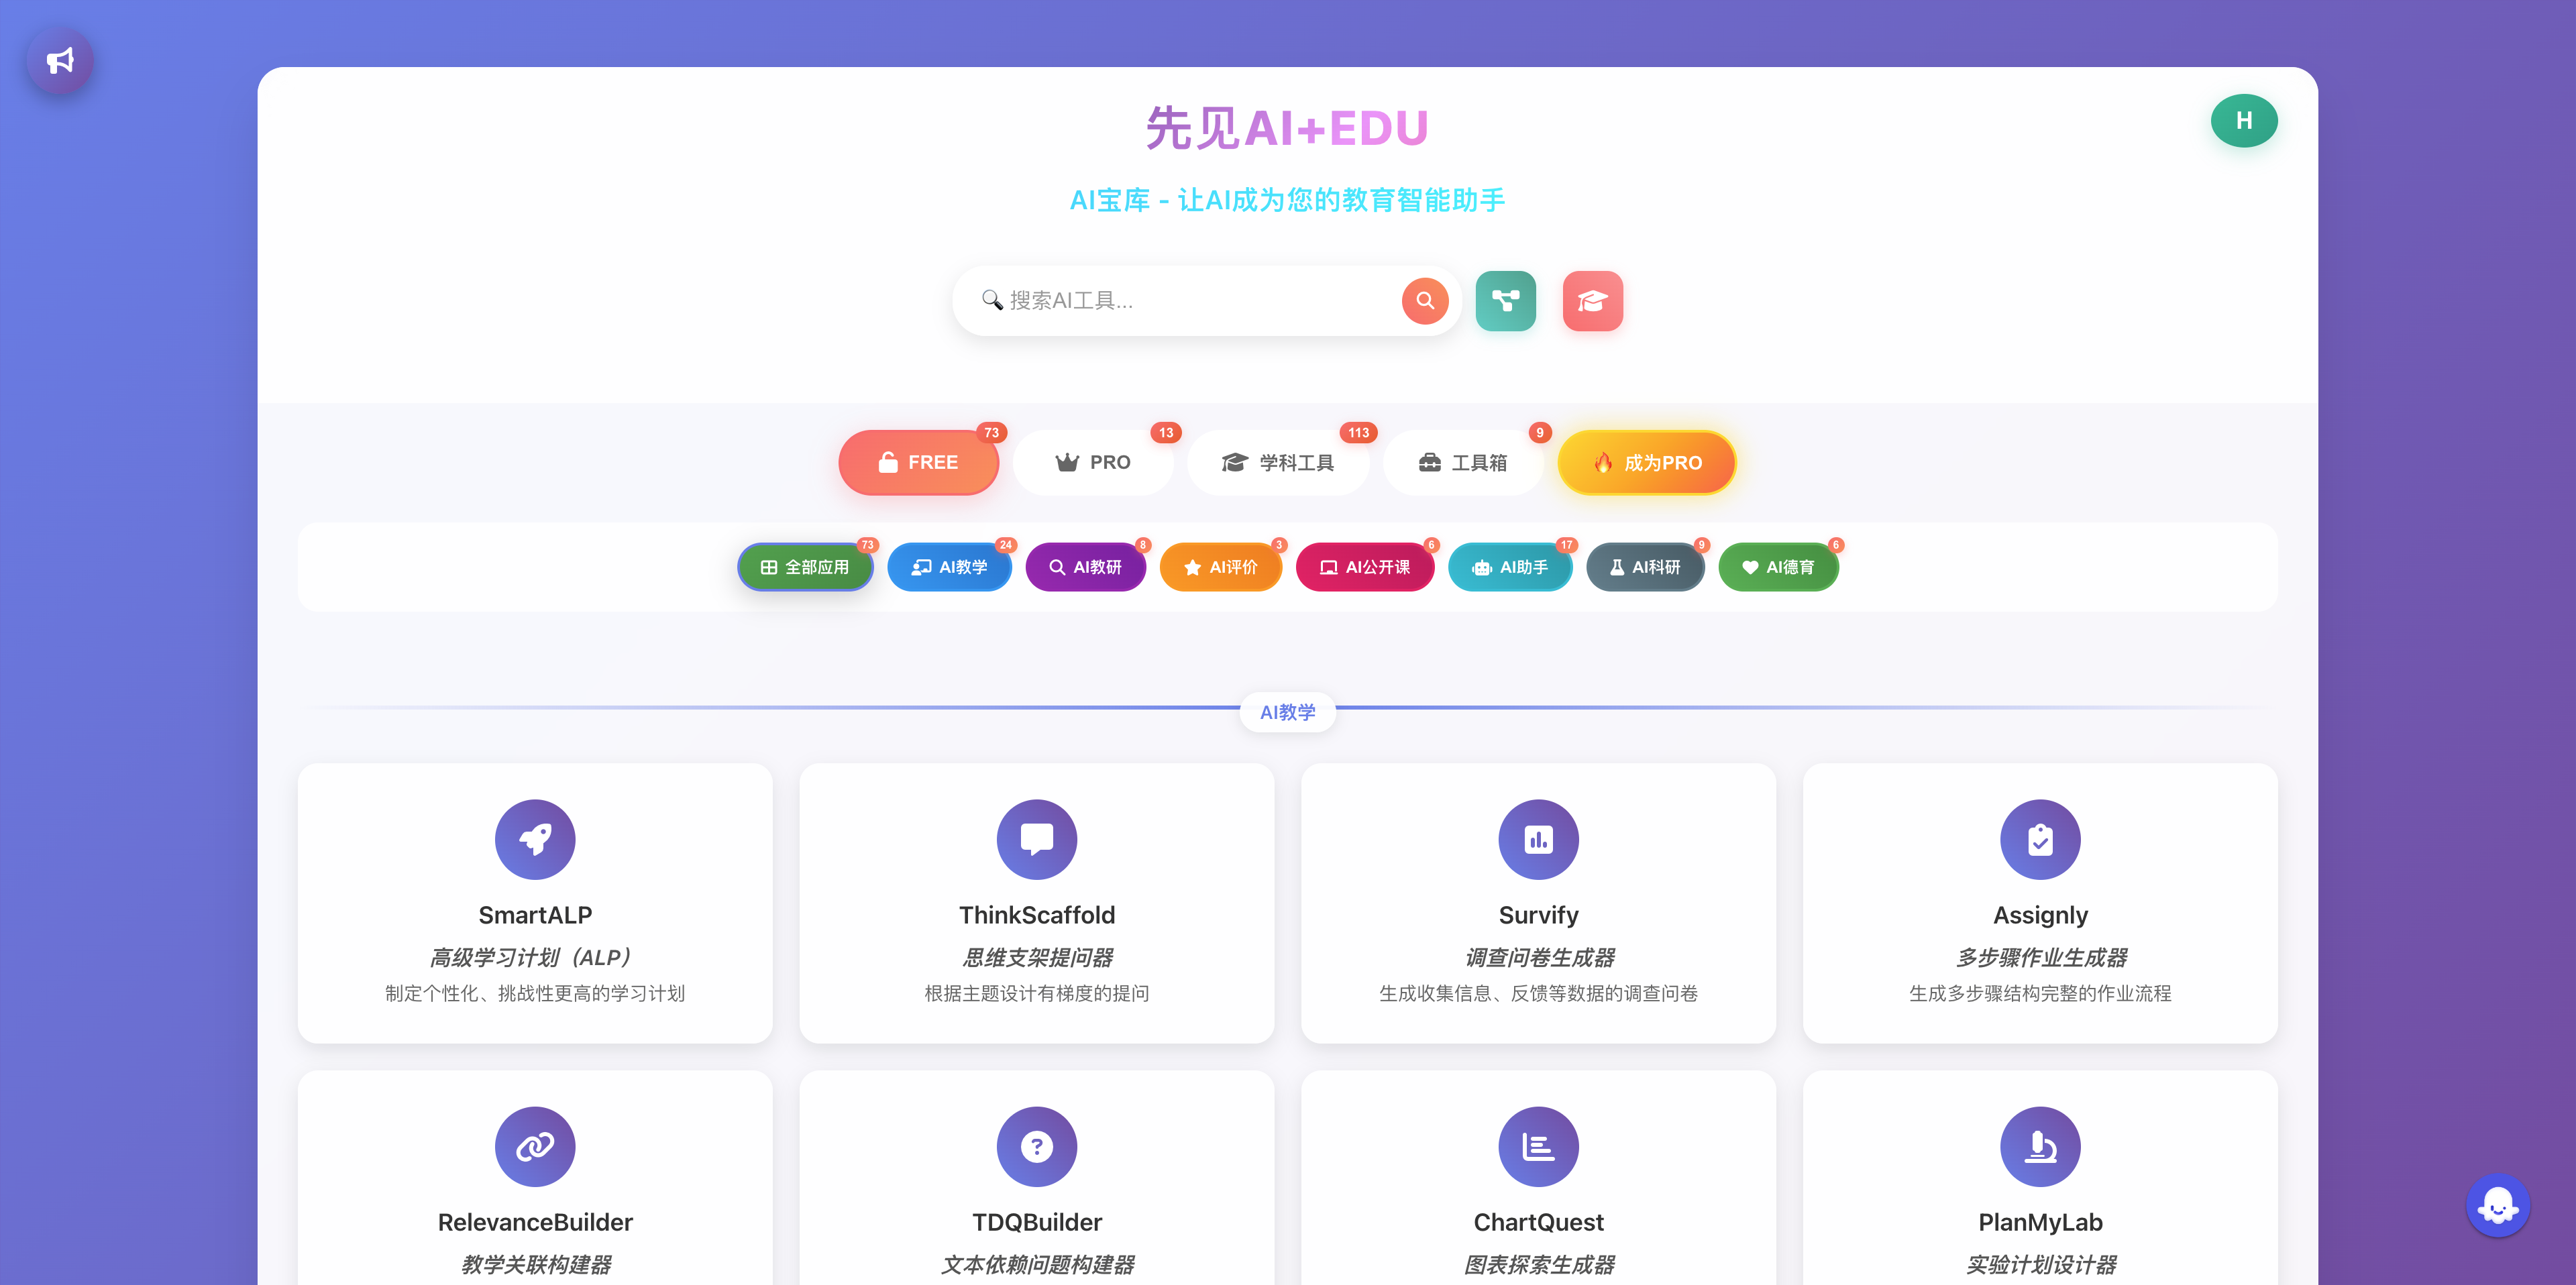 先见AI+EDU
H
AI宝库 - 让AI成为您的教育智能助手
🔍 搜索AI工具...
FREE 73
PRO 13
学科工具 113
工具箱 9
🔥 成为PRO
全部应用 73
AI教学 24
AI教研 8
AI评价 3
AI公开课 6
AI助手 17
AI科研 9
AI德育 6
AI教学
SmartALP
高级学习计划（ALP）
制定个性化、挑战性更高的学习计划
ThinkScaffold
思维支架提问器
根据主题设计有梯度的提问
Survify
调查问卷生成器
生成收集信息、反馈等数据的调查问卷
Assignly
多步骤作业生成器
生成多步骤结构完整的作业流程
RelevanceBuilder
教学关联构建器
TDQBuilder
文本依赖问题构建器
ChartQuest
图表探索生成器
PlanMyLab
实验计划设计器